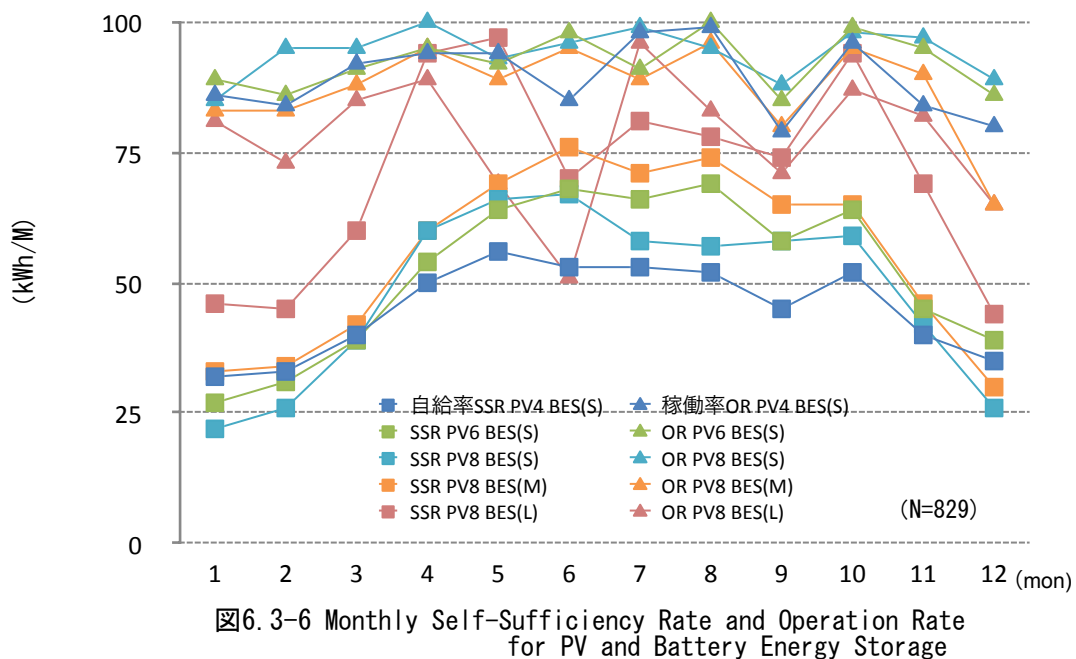 100
75
50
25
0
(kWh/M)
自給率SSR PV4 BES(S)
稼働率OR PV4 BES(S)
SSR PV6 BES(S)
OR PV6 BES(S)
SSR PV8 BES(S)
OR PV8 BES(S)
SSR PV8 BES(M)
OR PV8 BES(M)
SSR PV8 BES(L)
OR PV8 BES(L)
(N=829)
1 2 3 4 5 6 7 8 9 10 11 12 (mon)
図6.3-6 Monthly Self-Sufficiency Rate and Operation Rate
for PV and Battery Energy Storage